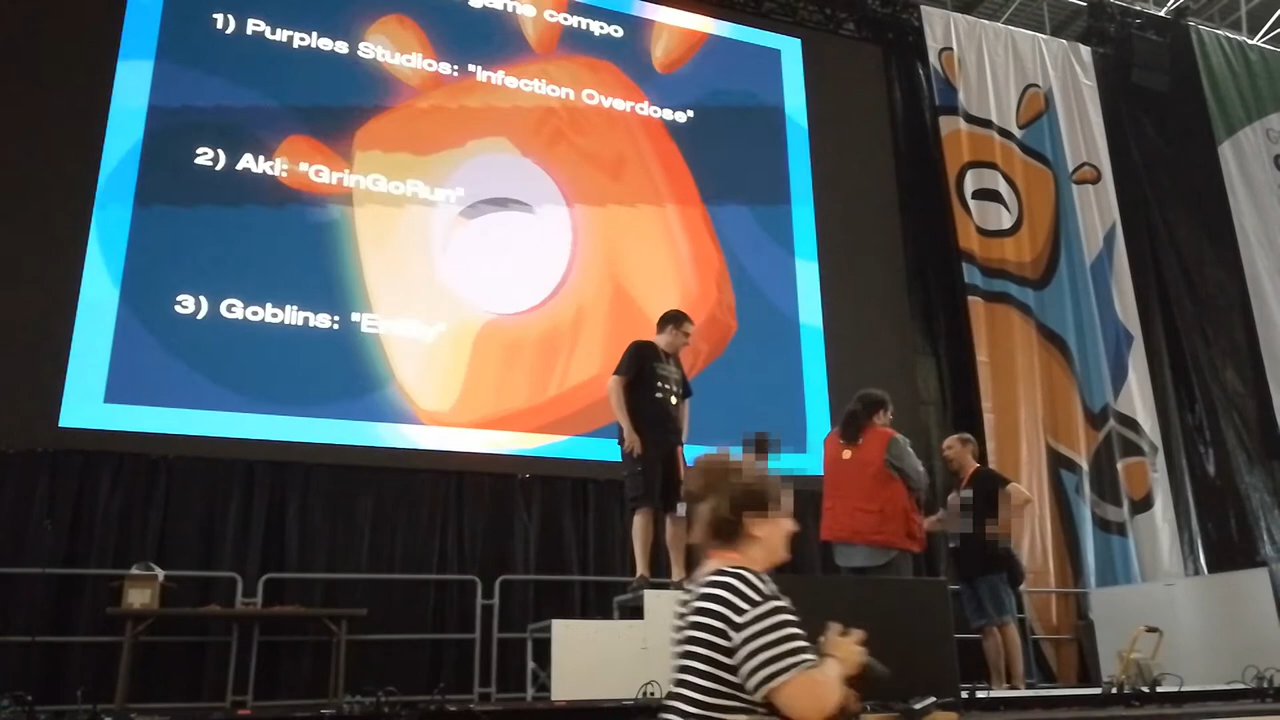 game compo
1) Purples Studios: "Infection Overdose"
2) Aki: "GrinGoRun"
3) Goblins: